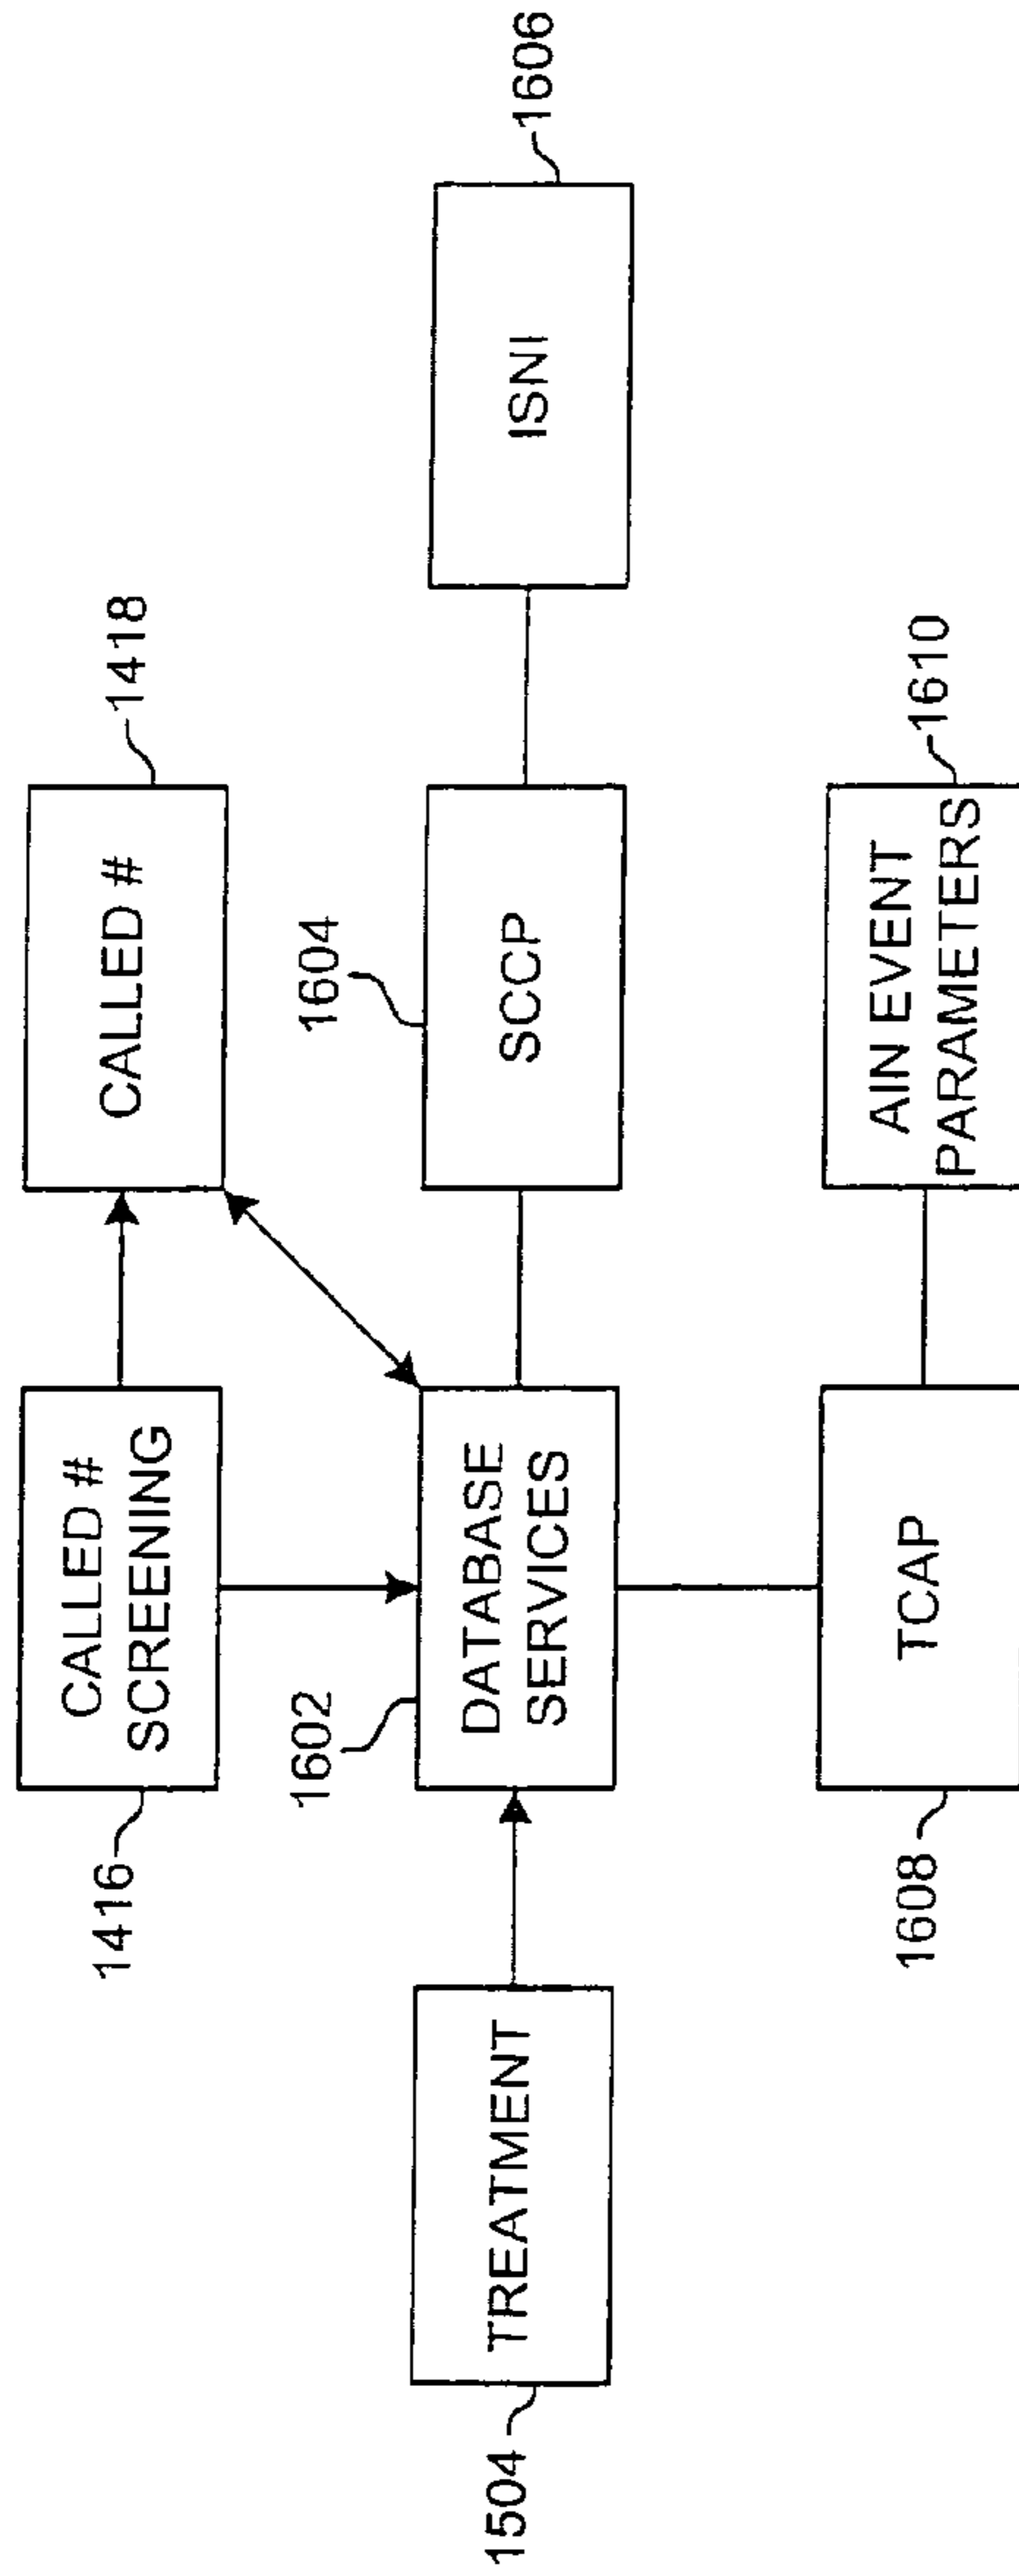 1416
CALLED #
SCREENING
CALLED #
1418
1602
DATABASE
SERVICES
1604
SCCP
ISNI
1606
1504
TREATMENT
1608
TCAP
AIN EVENT
PARAMETERS
1610